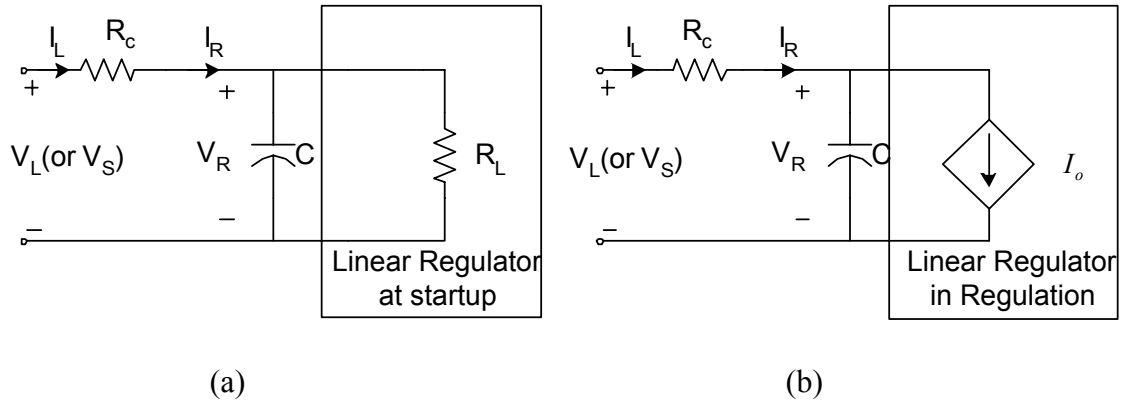 I_L R_c I_R
+ +
V_L(or V_S) V_R C R_L
− −
Linear Regulator
at startup
(a)
I_L R_c I_R
+ +
V_L(or V_S) V_R C I_o
− −
Linear Regulator
in Regulation
(b)